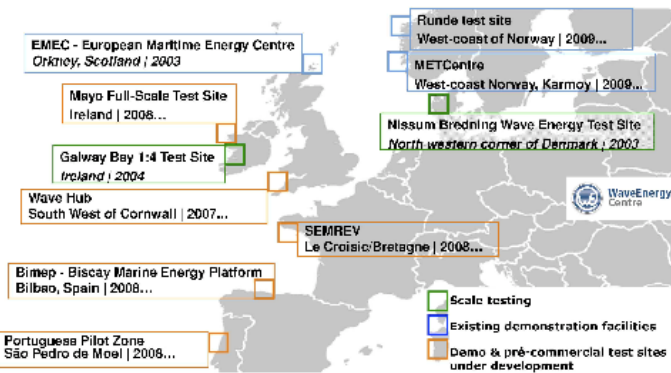 Runde test site
West-coast of Norway | 2009...
EMEC - European Maritime Energy Centre
Orkney, Scotland | 2003
METCentre
West-coast Norway, Karmoy | 2009...
Mayo Full-Scale Test Site
Ireland | 2008...
Nissum Bredning Wave Energy Test Site
North western corner of Denmark | 2003
Galway Bay 1:4 Test Site
Ireland | 2004
Wave Hub
South West of Cornwall | 2007...
WaveEnergy
Centre
SEMREV
Le Croisic/Bretagne | 2008...
Bimep - Biscay Marine Energy Platform
Bilbao, Spain | 2008...
Portuguese Pilot Zone
São Pedro de Moel | 2008...
Scale testing
Existing demonstration facilities
Demo & pré-commercial test sites
under development